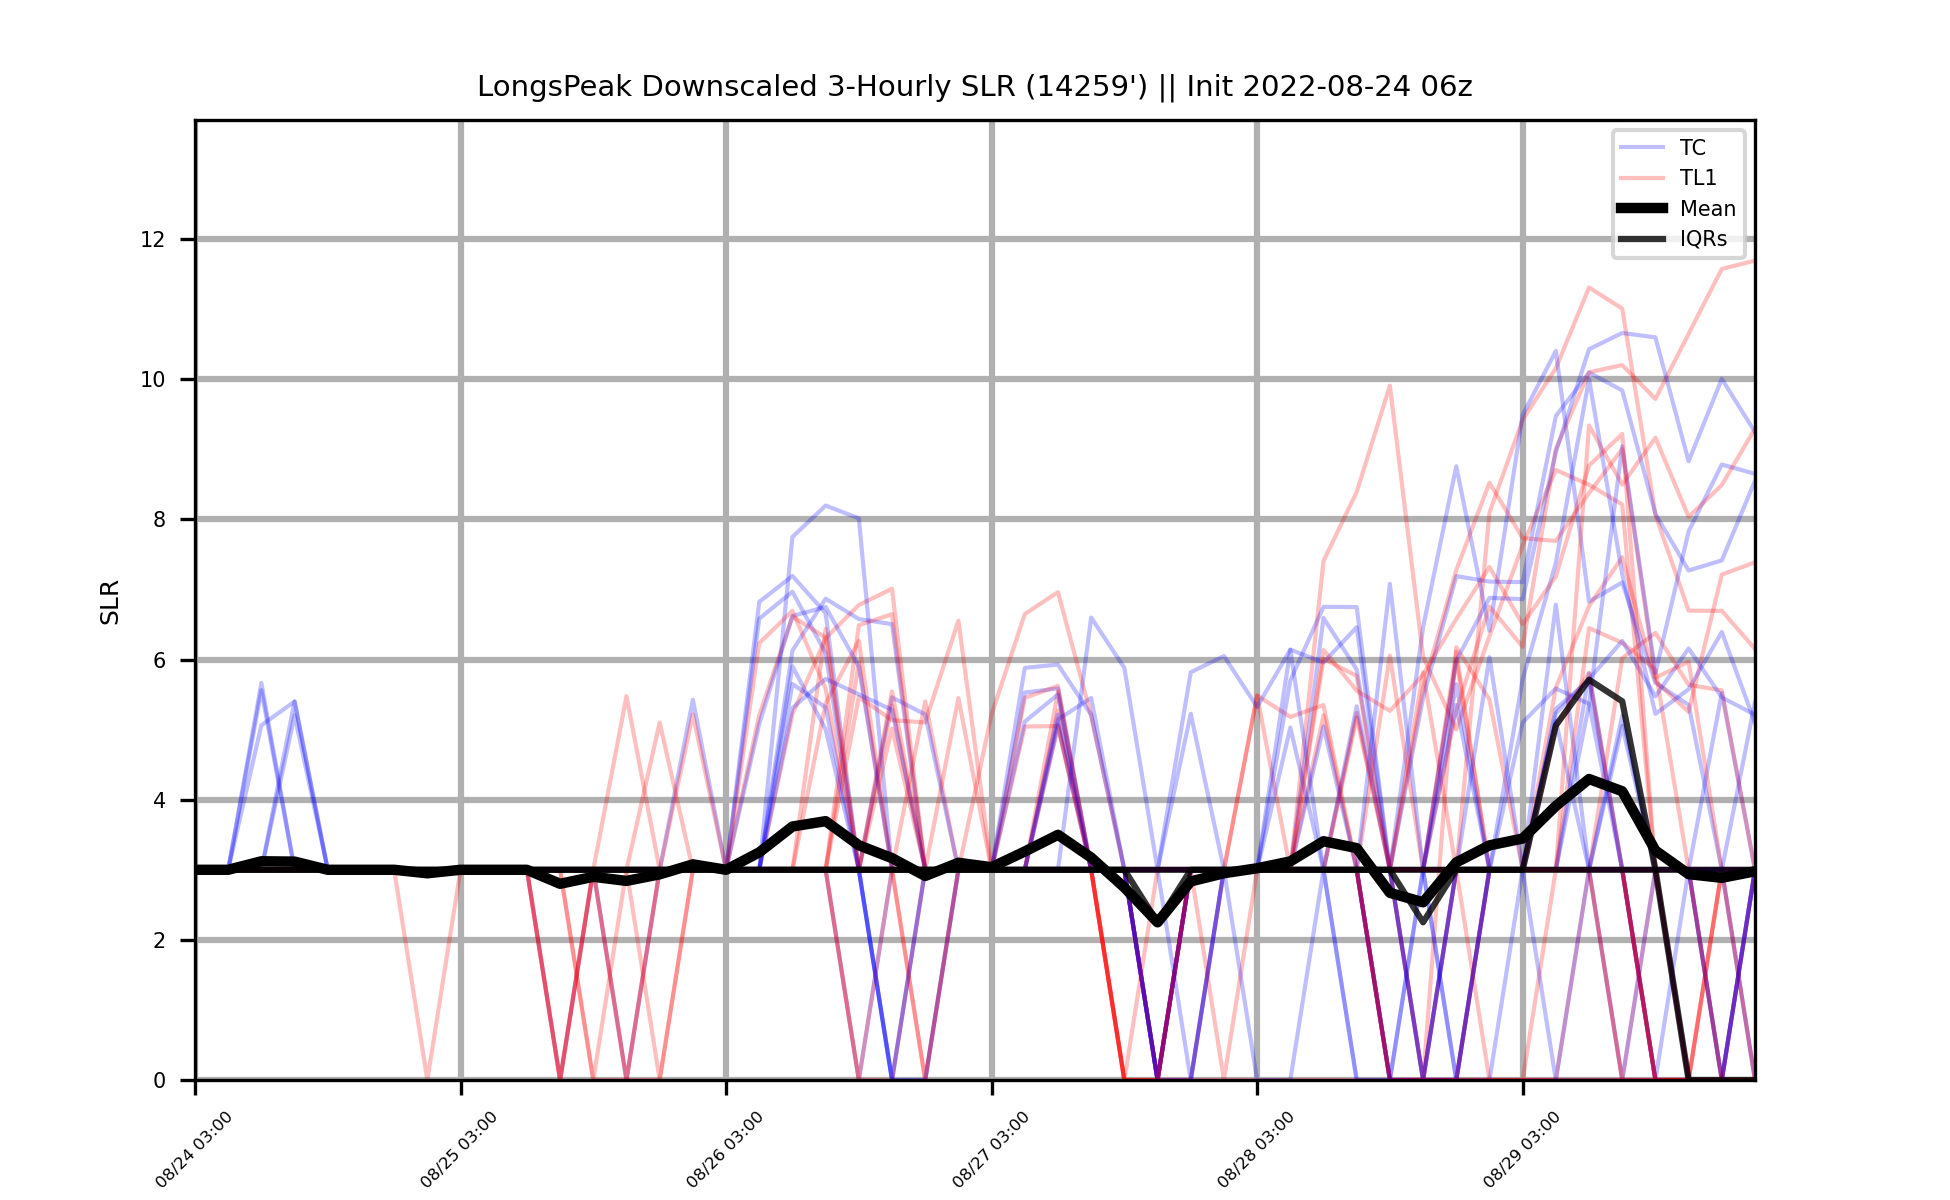 LongsPeak Downscaled 3-Hourly SLR (14259') || Init 2022-08-24 06z
TC
TL1
Mean
IQRs
SLR
12
10
8
6
4
2
0
08/24 03:00
08/25 03:00
08/26 03:00
08/27 03:00
08/28 03:00
08/29 03:00